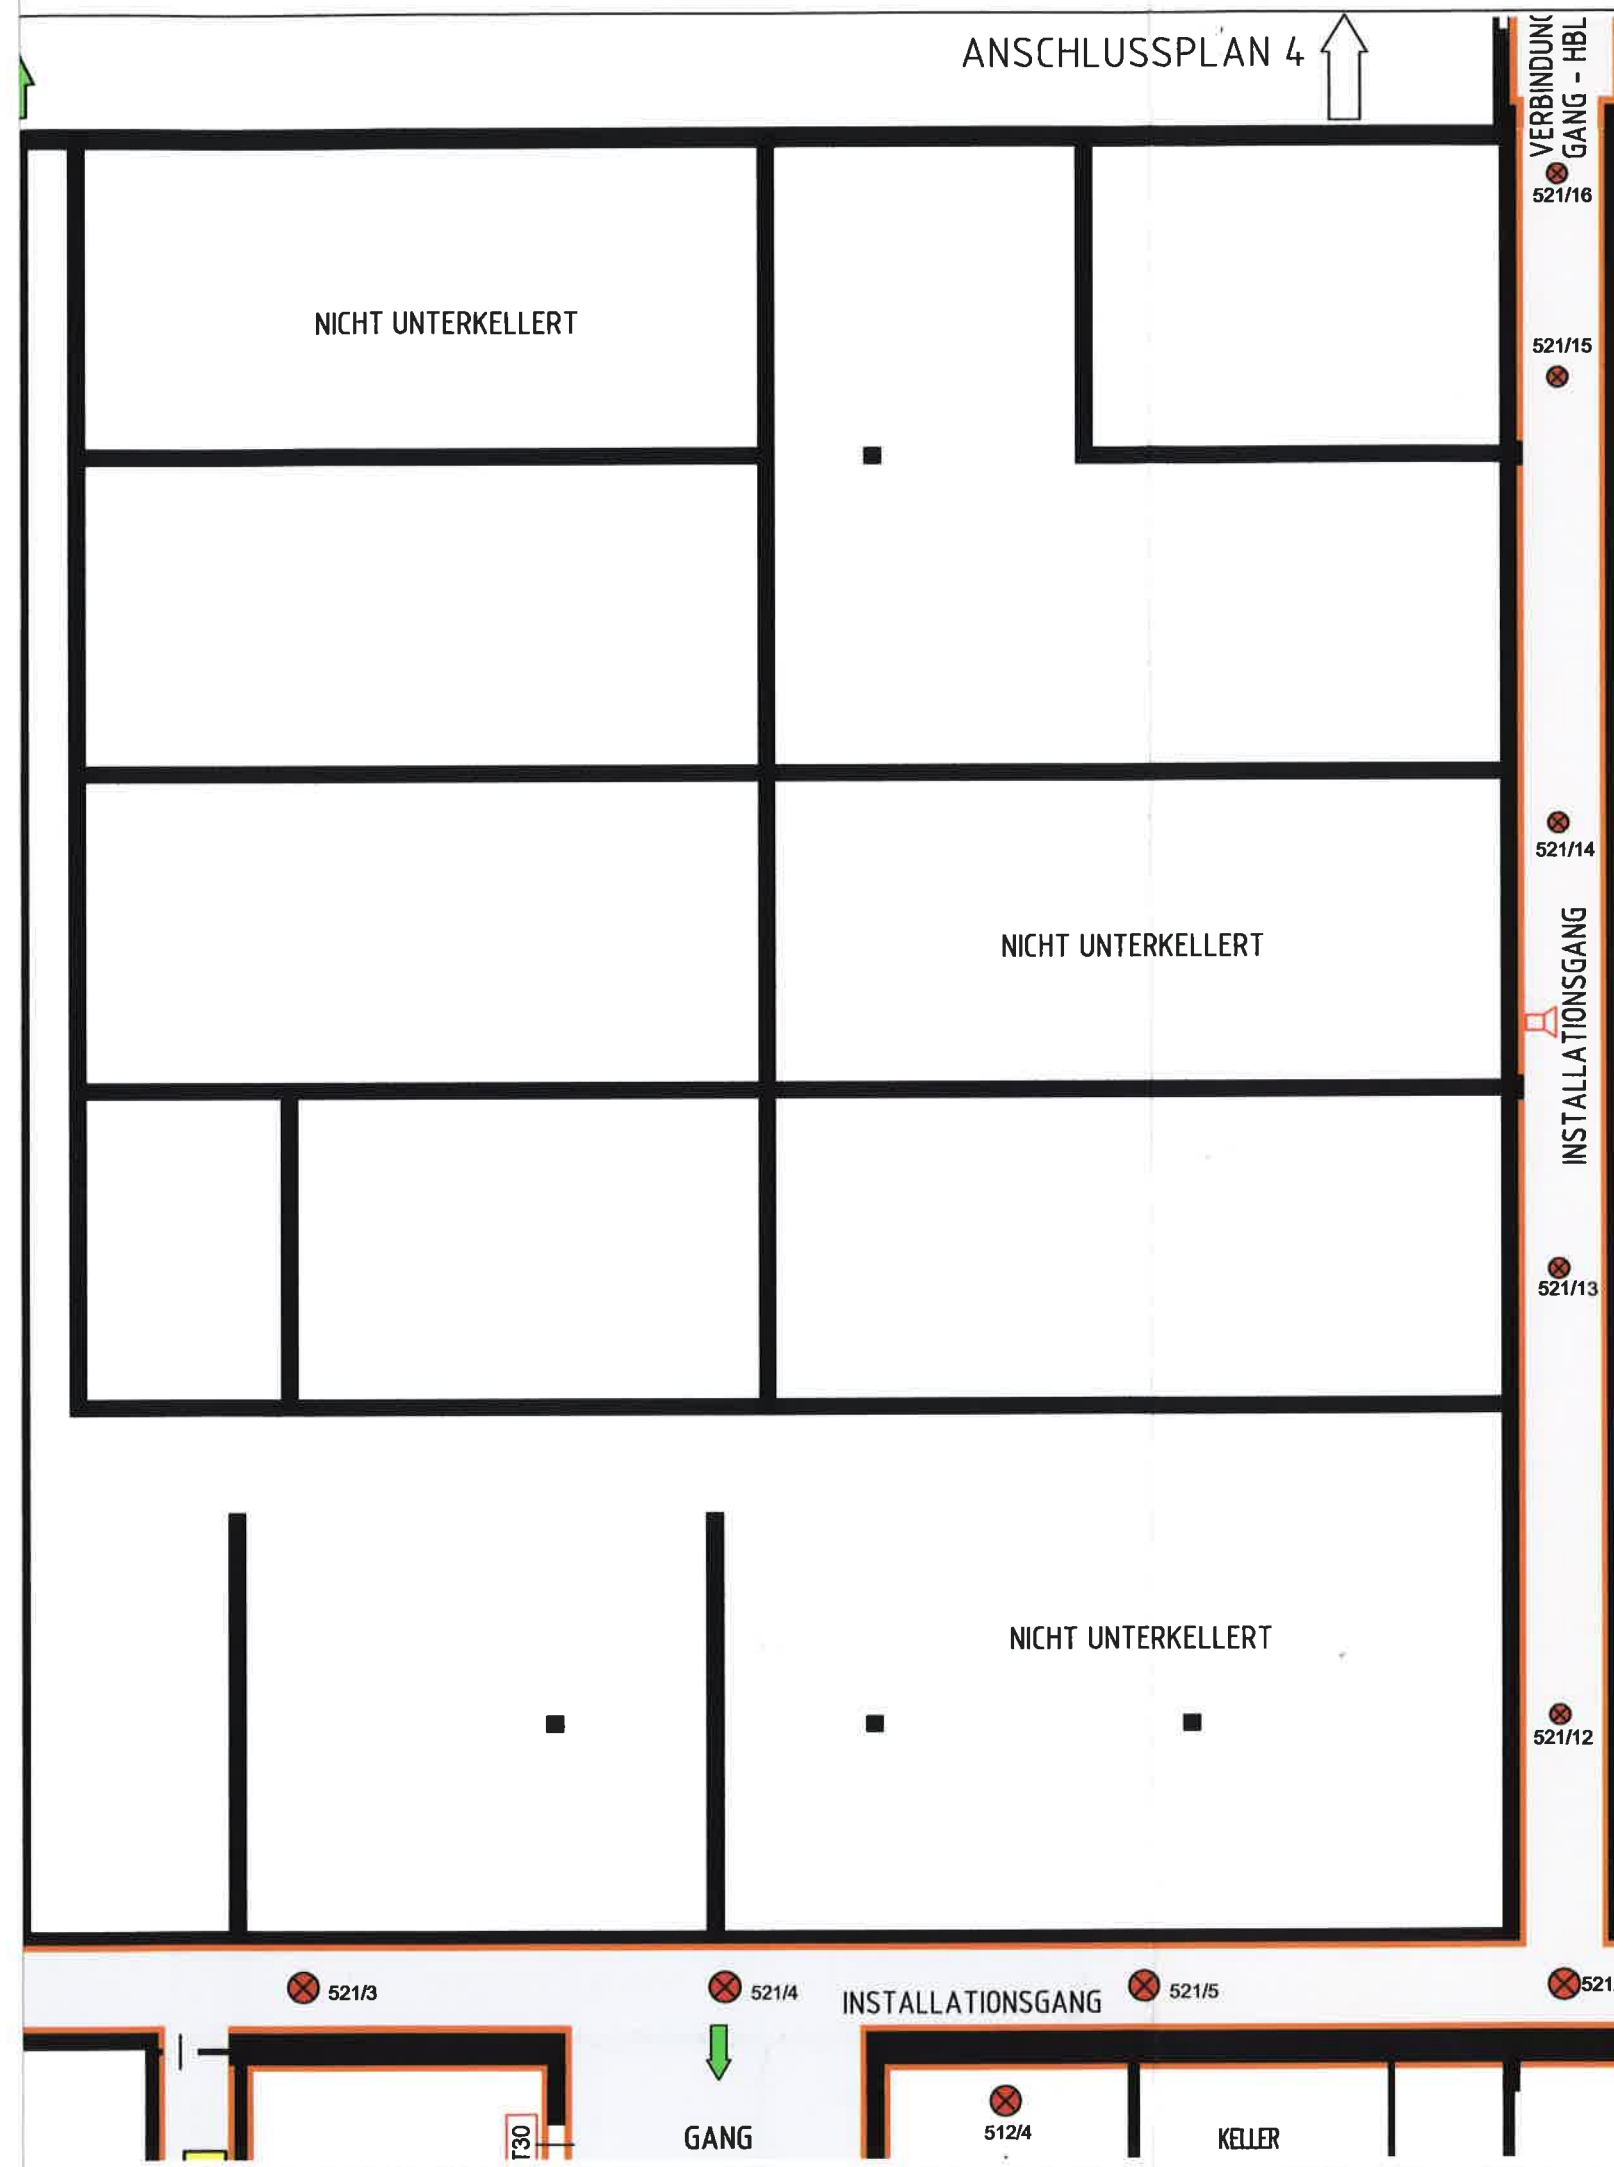 ANSCHLUSSPLAN 4
GANG - HBL
521/16
NICHT UNTERKELLERT
521/15
521/14
NICHT UNTERKELLERT
INSTALLATIONSGANG
521/13
NICHT UNTERKELLERT
521/12
521/3
521/4
INSTALLATIONSGANG
521/5
521
T30
GANG
512/4
KELLER